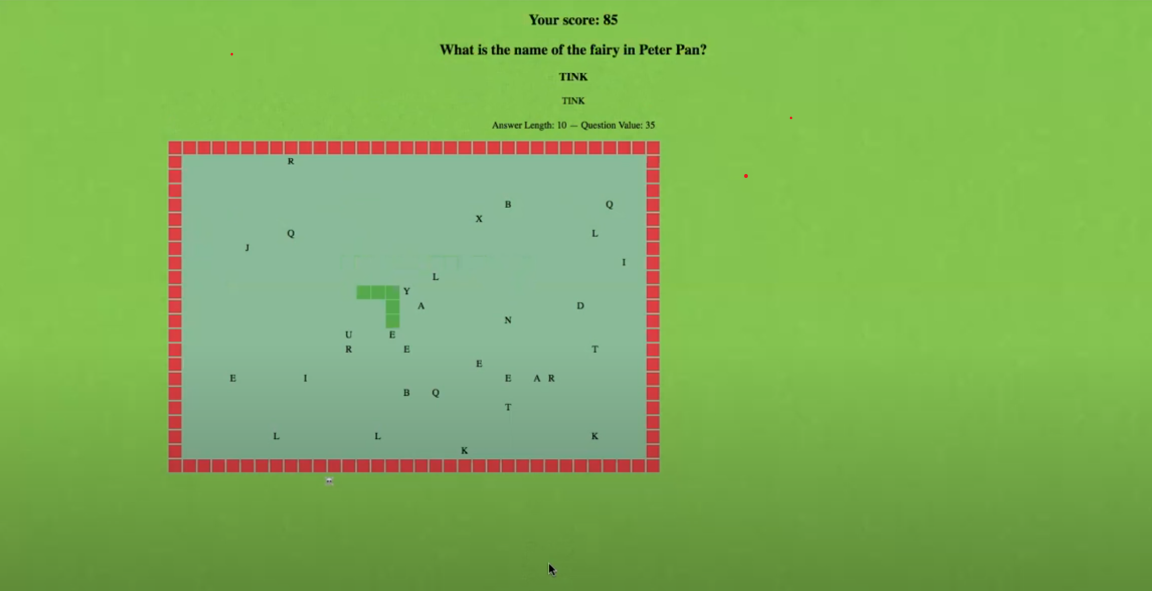 Your score: 85
What is the name of the fairy in Peter Pan?
TINK
TINK
Answer Length: 10 — Question Value: 35
R
B Q
X
Q L
J
I
L
Y
A D
N
U E
R E T
E
E I E A R
B Q
T
L L K
K